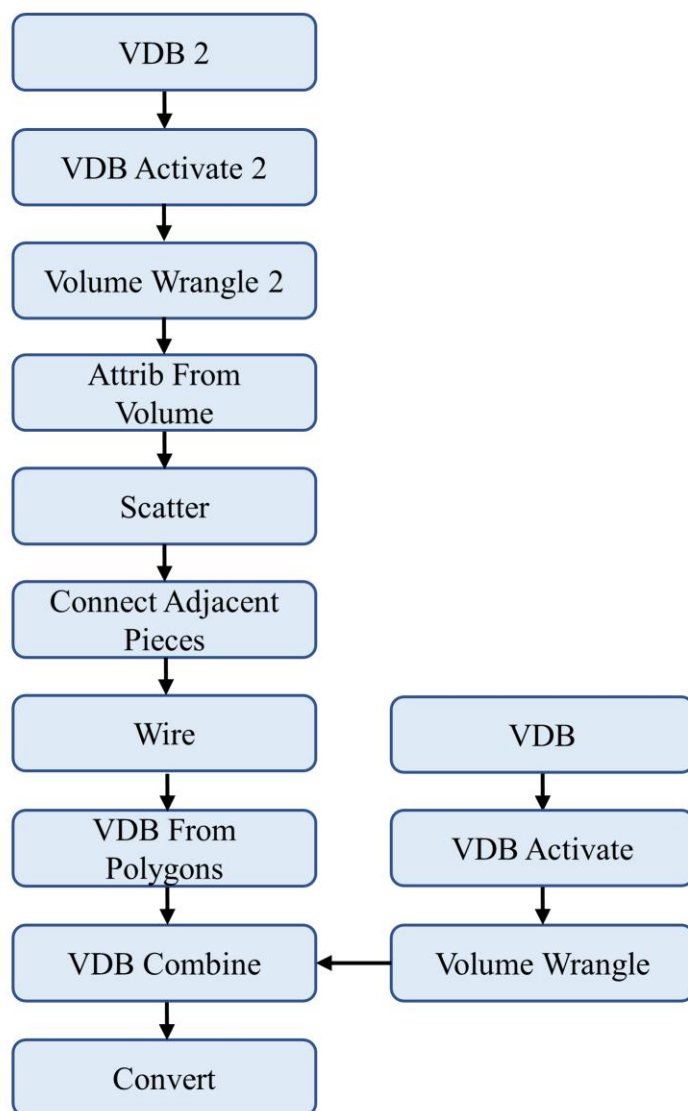 VDB 2
VDB Activate 2
Volume Wrangle 2
Attrib From
Volume
Scatter
Connect Adjacent
Pieces
Wire
VDB From
Polygons
VDB Combine
Convert
VDB
VDB Activate
Volume Wrangle